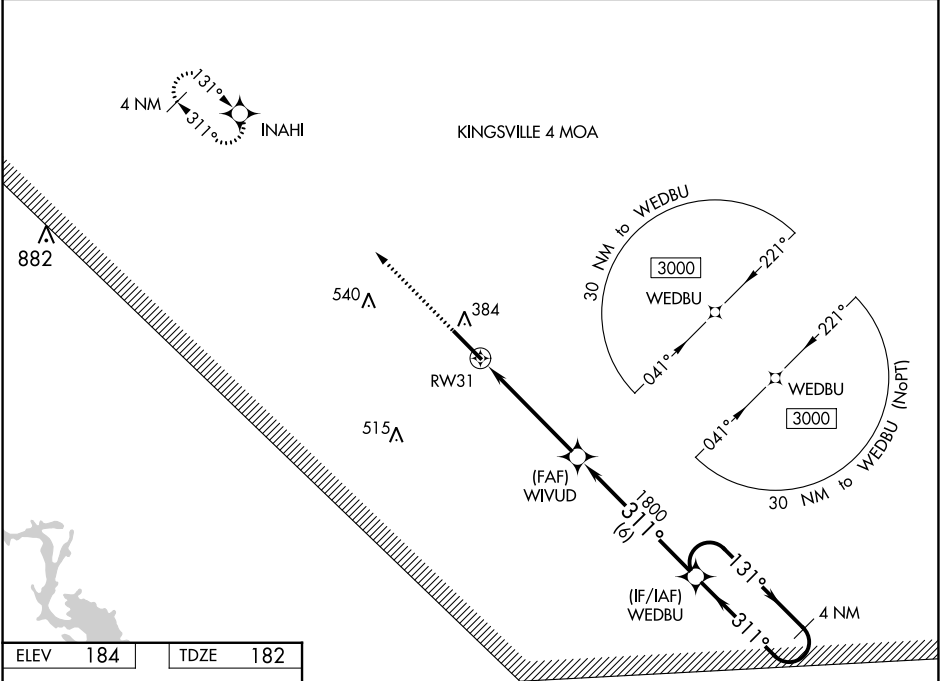 131°
4 NM
311°
INAHI
KINGSVILLE 4 MOA
882
30 NM to WEDBU
221°
3000
WEDBU
041°
540
384
RW31
221°
WEDBU
3000
041°
30 NM to WEDBU (NoPT)
515
(FAF)
WIVUD
1800
311°
(6)
131°
(IF/IAF)
WEDBU
4 NM
311°
ELEV 184 TDZE 182